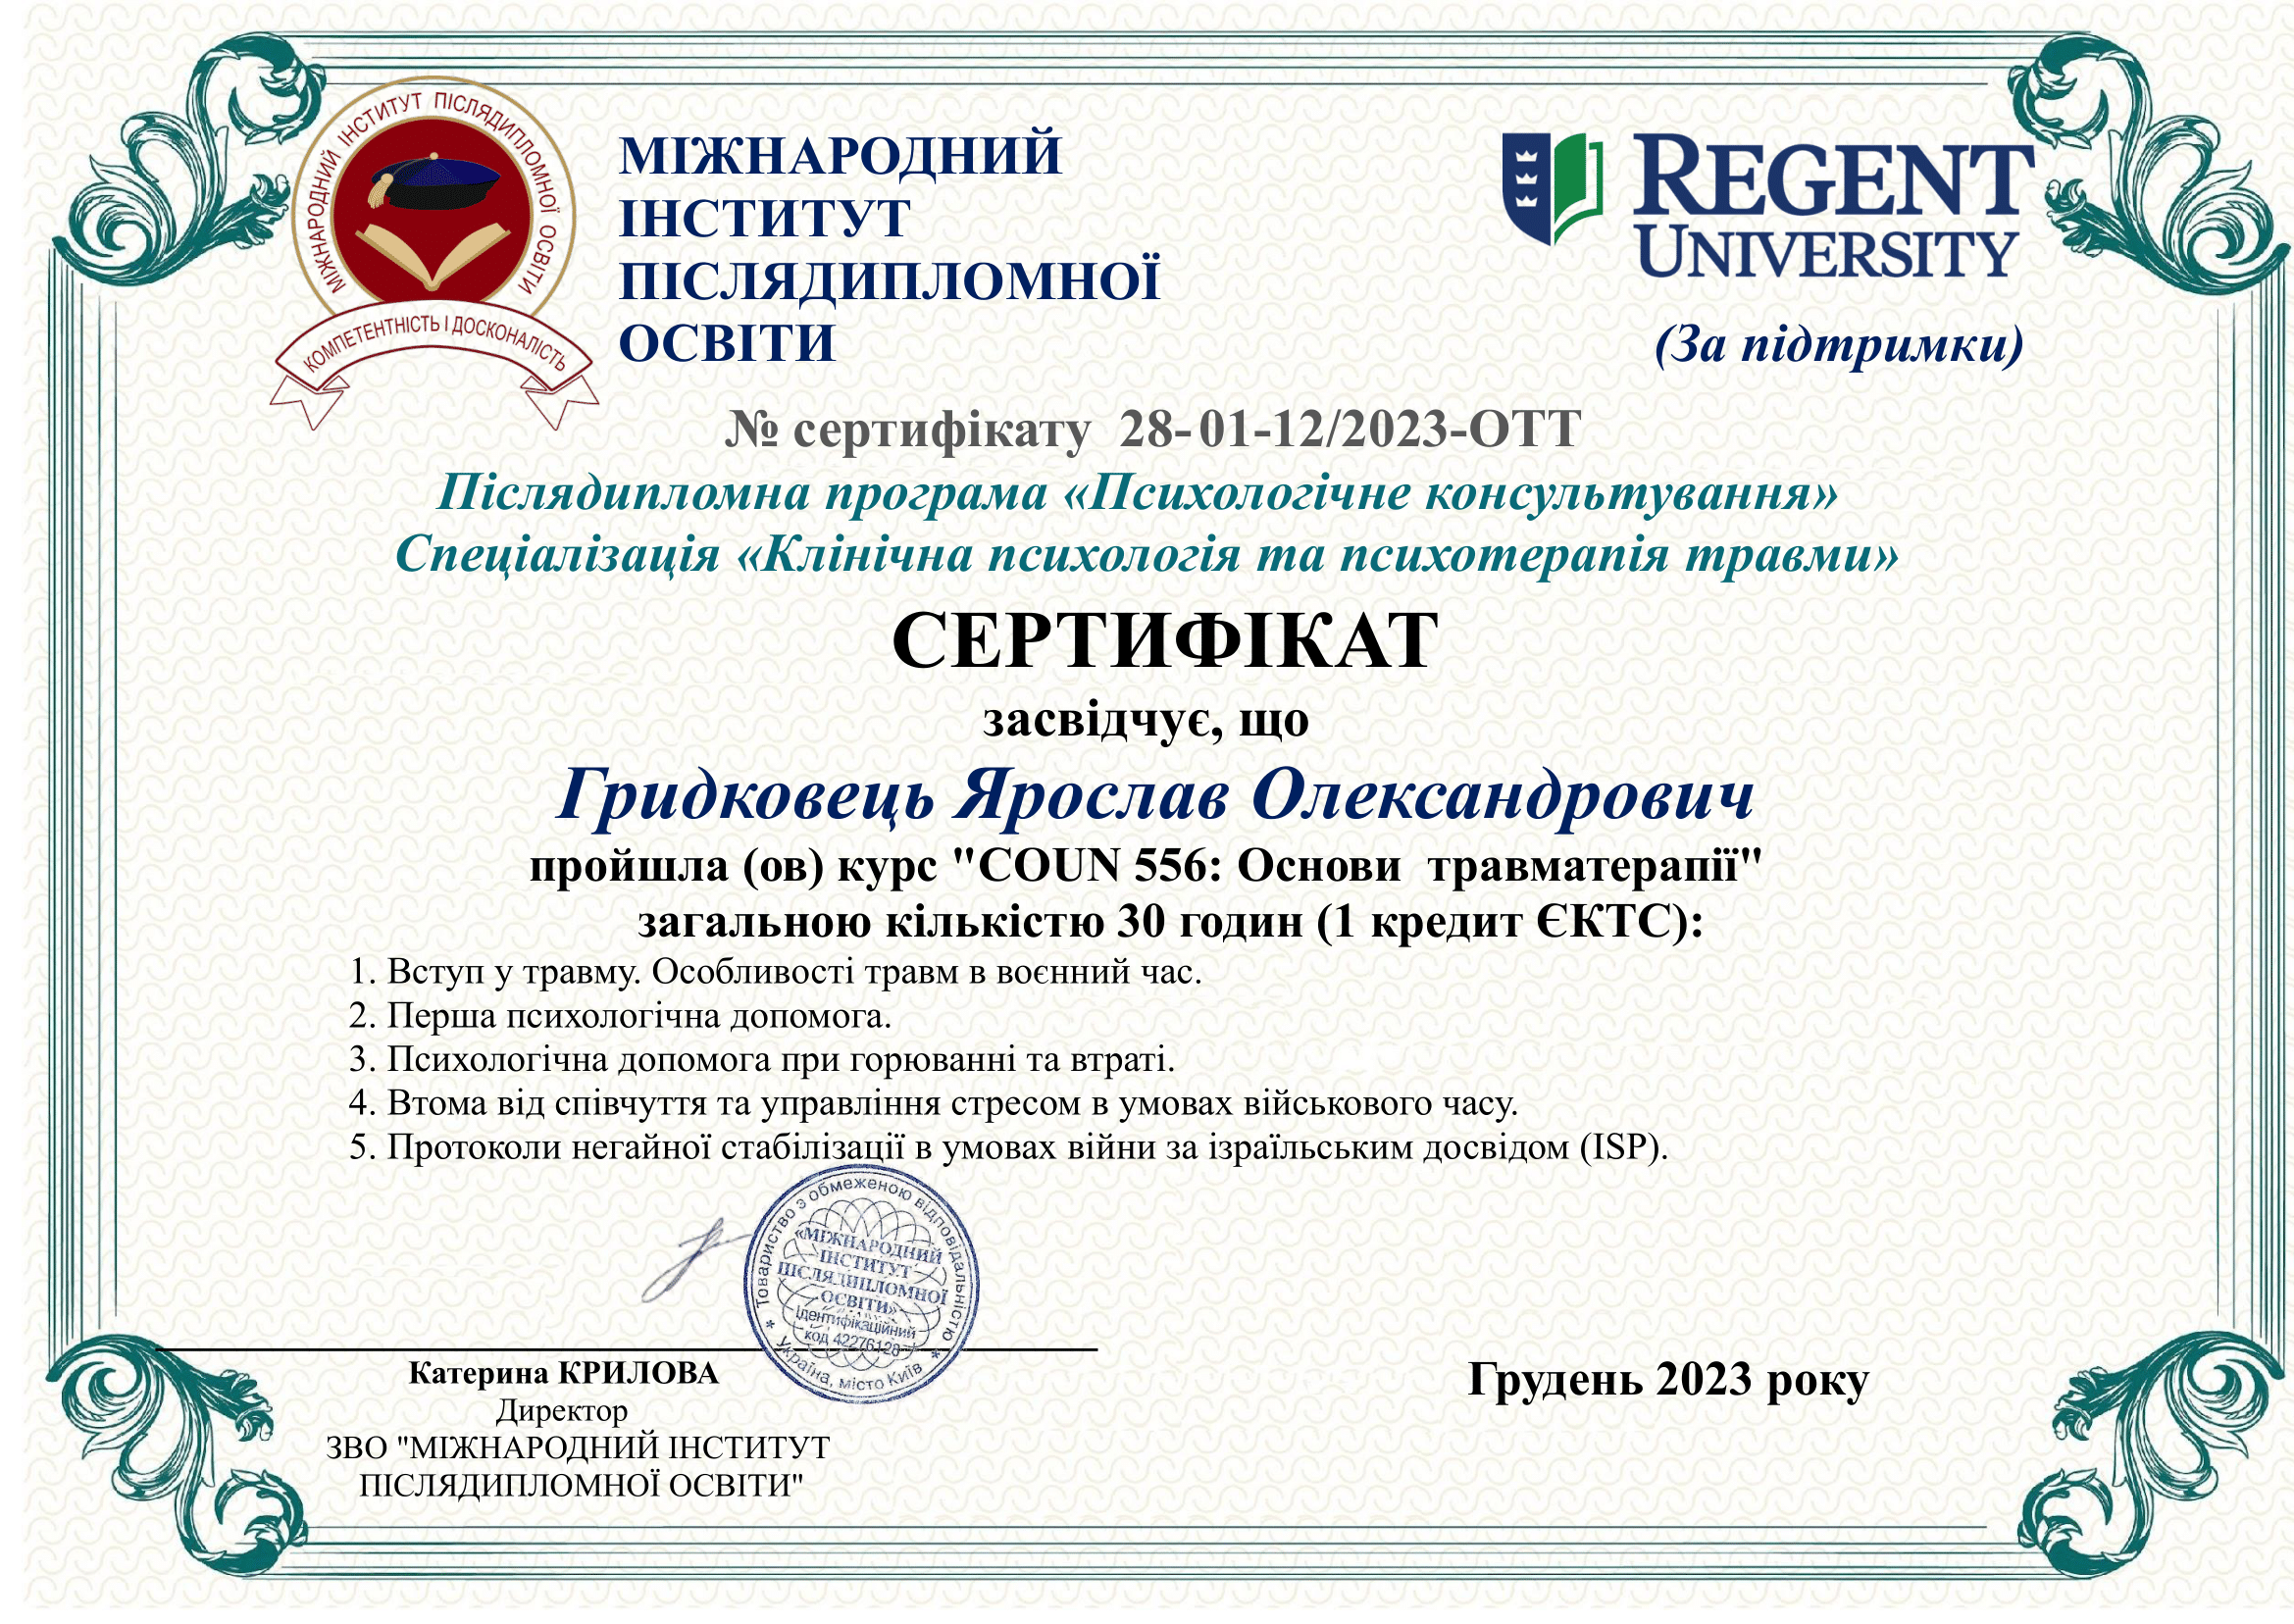 МІЖНАРОДНИЙ ІНСТИТУТ ПІСЛЯДИПЛОМНОЇ ОСВІТИ
КОМПЕТЕНТНІСТЬ І ДОСКОНАЛІСТЬ
МІЖНАРОДНИЙ
ІНСТИТУТ
ПІСЛЯДИПЛОМНОЇ
ОСВІТИ
REGENT
UNIVERSITY
(За підтримки)
№ сертифікату 28-01-12/2023-ОТТ
Післядипломна програма «Психологічне консультування»
Спеціалізація «Клінічна психологія та психотерапія травми»
СЕРТИФІКАТ
засвідчує, що
Гридковець Ярослав Олександрович
пройшла (ов) курс "COUN 556: Основи травматерапії"
загальною кількістю 30 годин (1 кредит ЄКТС):
1. Вступ у травму. Особливості травм в воєнний час.
2. Перша психологічна допомога.
3. Психологічна допомога при горюванні та втраті.
4. Втома від співчуття та управління стресом в умовах військового часу.
5. Протоколи негайної стабілізації в умовах війни за ізраїльським досвідом (ISP).
Товариство з обмеженою відповідальністю
«МІЖНАРОДНИЙ
ІНСТИТУТ
ПІСЛЯДИПЛОМНОЇ
ОСВІТИ»
Ідентифікаційний
код 42276128
* Україна, місто Київ *
Катерина КРИЛОВА
Директор
ЗВО "МІЖНАРОДНИЙ ІНСТИТУТ
ПІСЛЯДИПЛОМНОЇ ОСВІТИ"
Грудень 2023 року